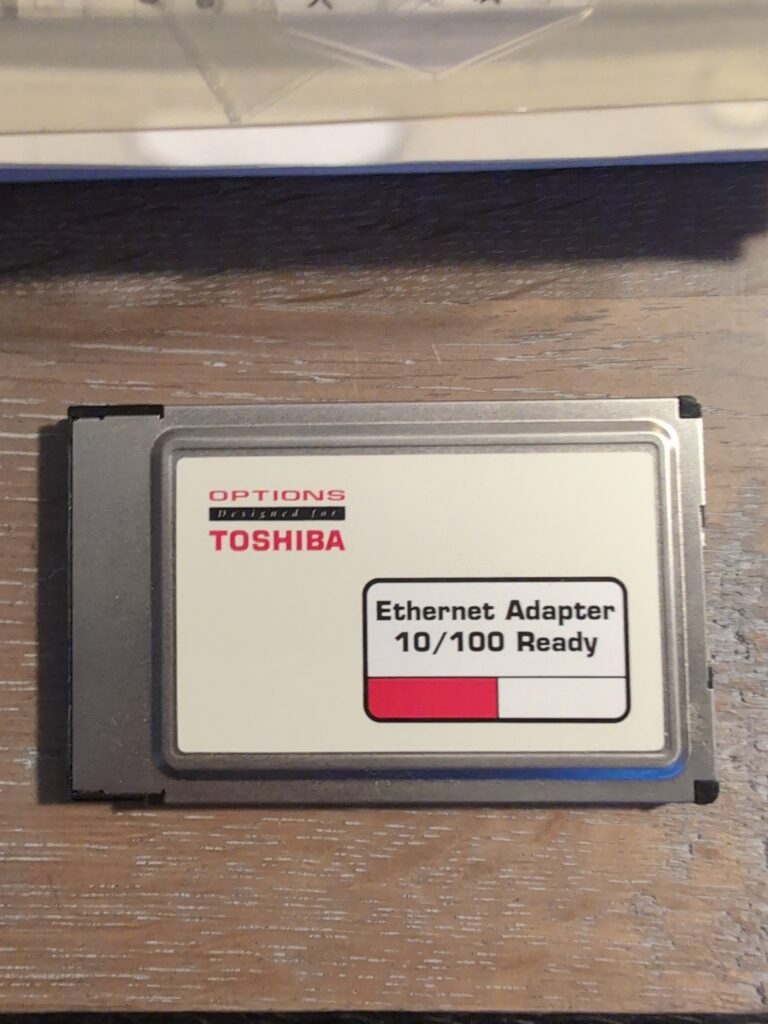 OPTIONS
Designed for
TOSHIBA
Ethernet Adapter
10/100 Ready